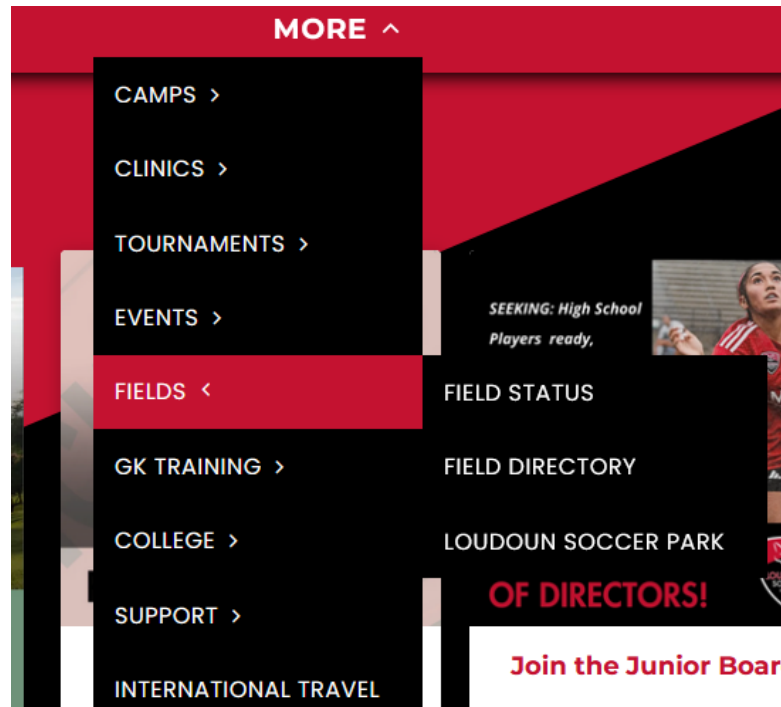 MORE
CAMPS
CLINICS
TOURNAMENTS
EVENTS
FIELDS
GK TRAINING
COLLEGE
SUPPORT
INTERNATIONAL TRAVEL
FIELD STATUS
FIELD DIRECTORY
LOUDOUN SOCCER PARK
SEEKING: High School
Players ready,
OF DIRECTORS!
Join the Junior Boar